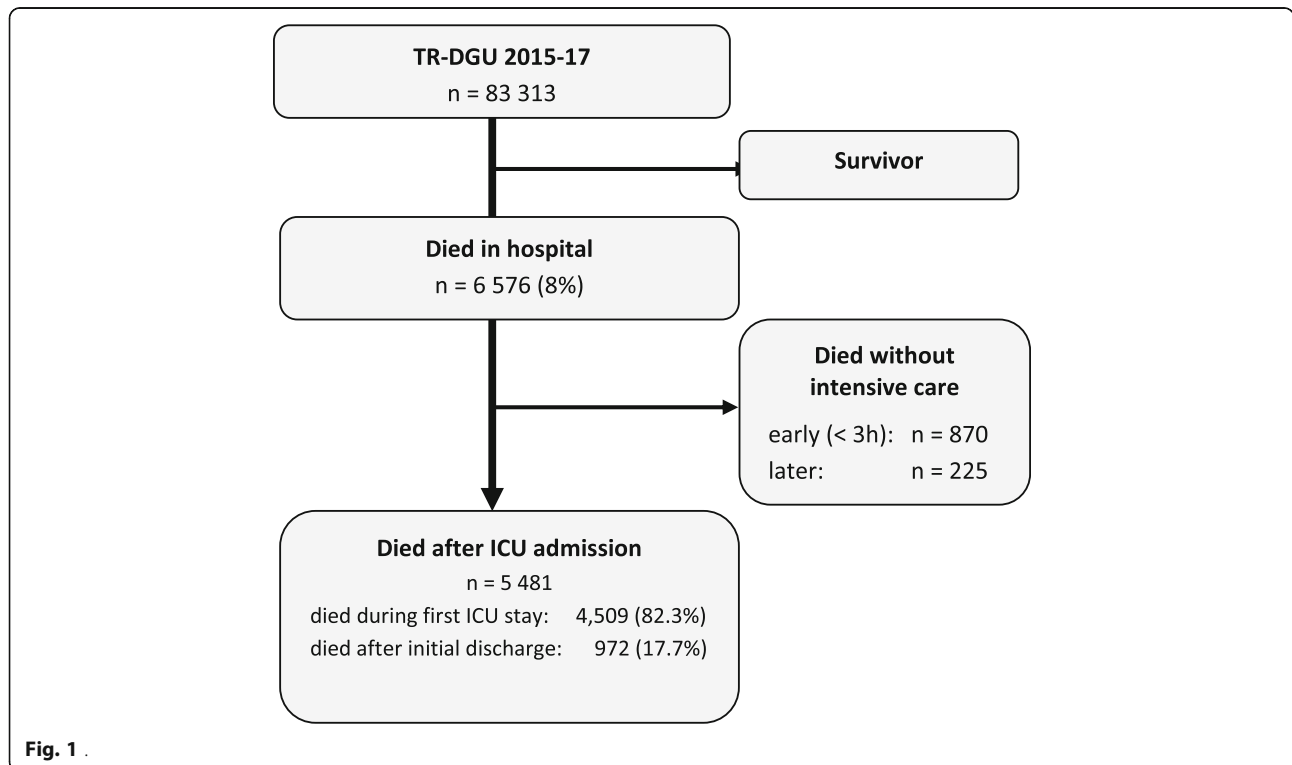 TR-DGU 2015-17
n = 83 313
Survivor
Died in hospital
n = 6 576 (8%)
Died without
intensive care
early (< 3h): n = 870
later: n = 225
Died after ICU admission
n = 5 481
died during first ICU stay: 4,509 (82.3%)
died after initial discharge: 972 (17.7%)
Fig. 1 .